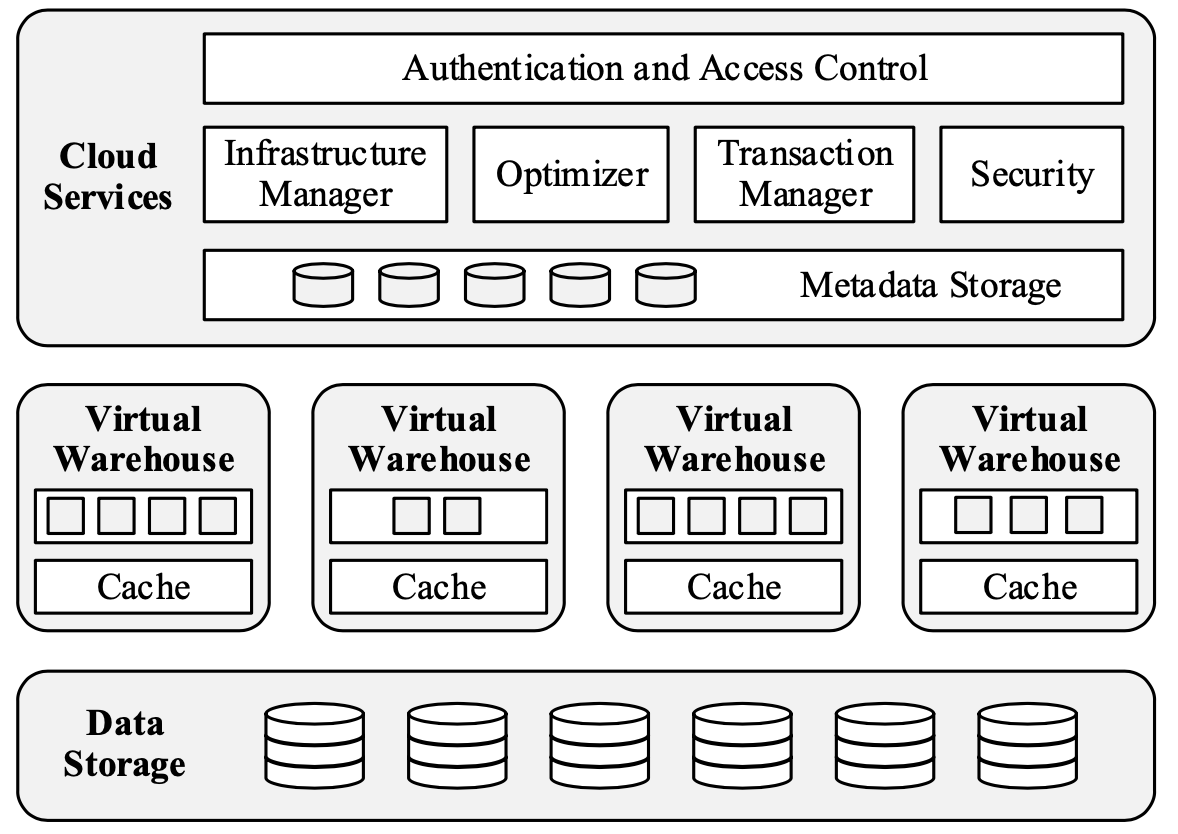 Authentication and Access Control
Cloud
Services
Infrastructure
Manager
Optimizer
Transaction
Manager
Security
Metadata Storage
Virtual
Warehouse
Cache
Virtual
Warehouse
Cache
Virtual
Warehouse
Cache
Virtual
Warehouse
Cache
Data
Storage